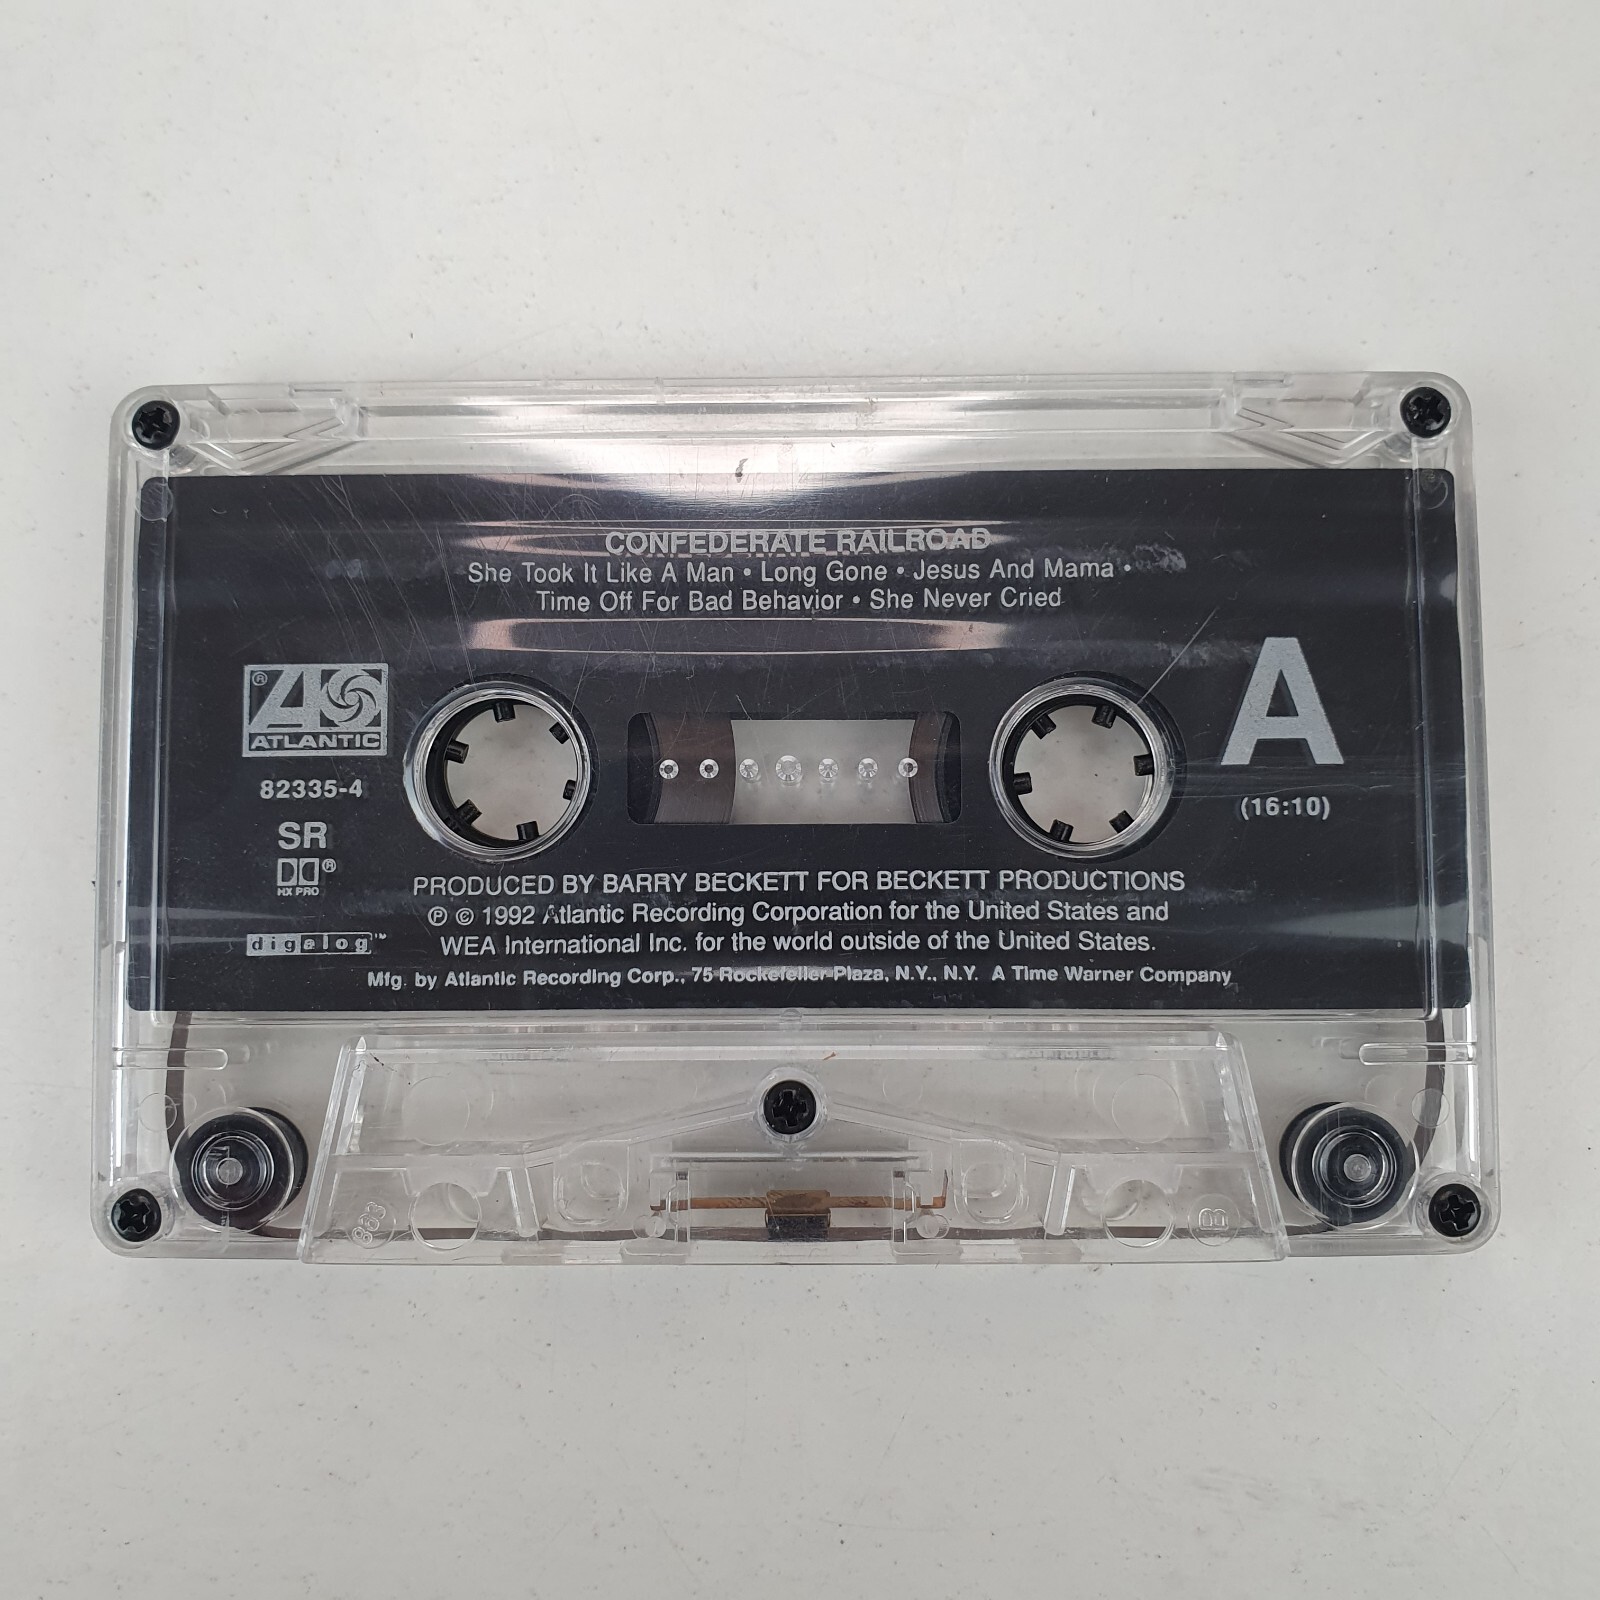 CONFEDERATE RAILROAD
She Took It Like A Man • Long Gone • Jesus And Mama •
Time Off For Bad Behavior • She Never Cried
A
(16:10)
® ATLANTIC
82335-4
SR
®
HX PRO
digalog™
PRODUCED BY BARRY BECKETT FOR BECKETT PRODUCTIONS
℗ © 1992 Atlantic Recording Corporation for the United States and
WEA International Inc. for the world outside of the United States.
Mfg. by Atlantic Recording Corp., 75 Rockefeller Plaza, N.Y., N.Y. A Time Warner Company
883
B